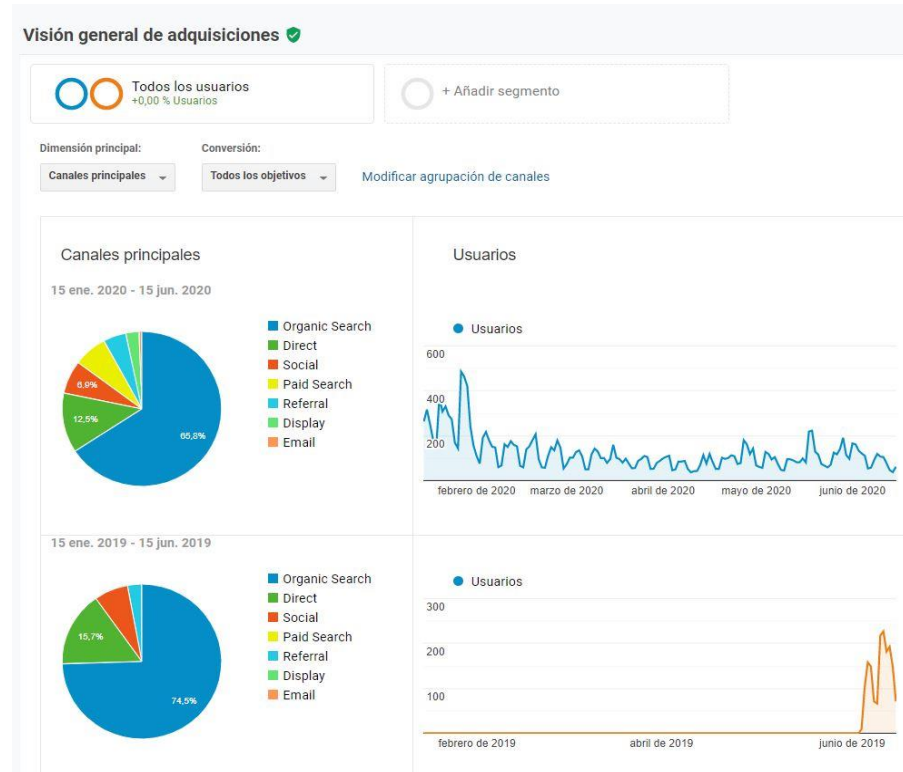 Visión general de adquisiciones
Todos los usuarios
+0,00 % Usuarios
+ Añadir segmento
Dimensión principal:
Conversión:
Canales principales
Todos los objetivos
Modificar agrupación de canales
Canales principales
15 ene. 2020 - 15 jun. 2020
6,9%
12,5%
65,8%
Organic Search
Direct
Social
Paid Search
Referral
Display
Email
Usuarios
Usuarios
600
400
200
febrero de 2020
marzo de 2020
abril de 2020
mayo de 2020
junio de 2020
15 ene. 2019 - 15 jun. 2019
15,7%
74,5%
Organic Search
Direct
Social
Paid Search
Referral
Display
Email
Usuarios
300
200
100
febrero de 2019
abril de 2019
junio de 2019